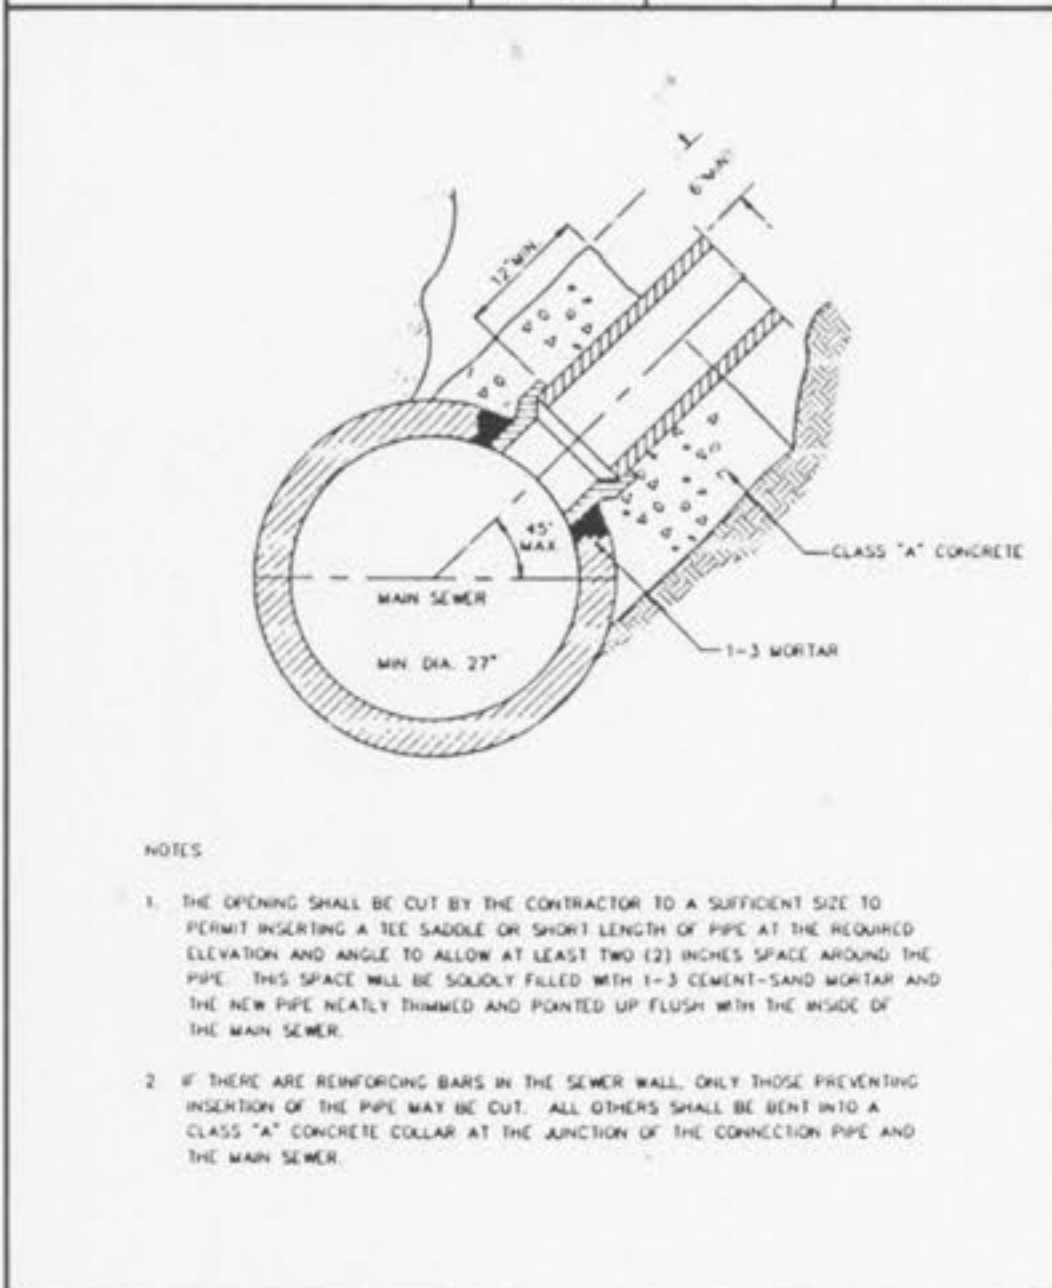 6"MIN
12"MIN.
45°
MAX
MAIN SEWER
CLASS "A" CONCRETE
1-3 MORTAR
MIN. DIA. 27"
NOTES
1. THE OPENING SHALL BE CUT BY THE CONTRACTOR TO A SUFFICIENT SIZE TO
PERMIT INSERTING A TEE SADDLE OR SHORT LENGTH OF PIPE AT THE REQUIRED
ELEVATION AND ANGLE TO ALLOW AT LEAST TWO (2) INCHES SPACE AROUND THE
PIPE. THIS SPACE WILL BE SOLIDLY FILLED WITH 1-3 CEMENT-SAND MORTAR AND
THE NEW PIPE NEATLY TRIMMED AND POINTED UP FLUSH WITH THE INSIDE OF
THE MAIN SEWER.
2 IF THERE ARE REINFORCING BARS IN THE SEWER WALL, ONLY THOSE PREVENTING
INSERTION OF THE PIPE MAY BE CUT. ALL OTHERS SHALL BE BENT INTO A
CLASS "A" CONCRETE COLLAR AT THE JUNCTION OF THE CONNECTION PIPE AND
THE MAIN SEWER.